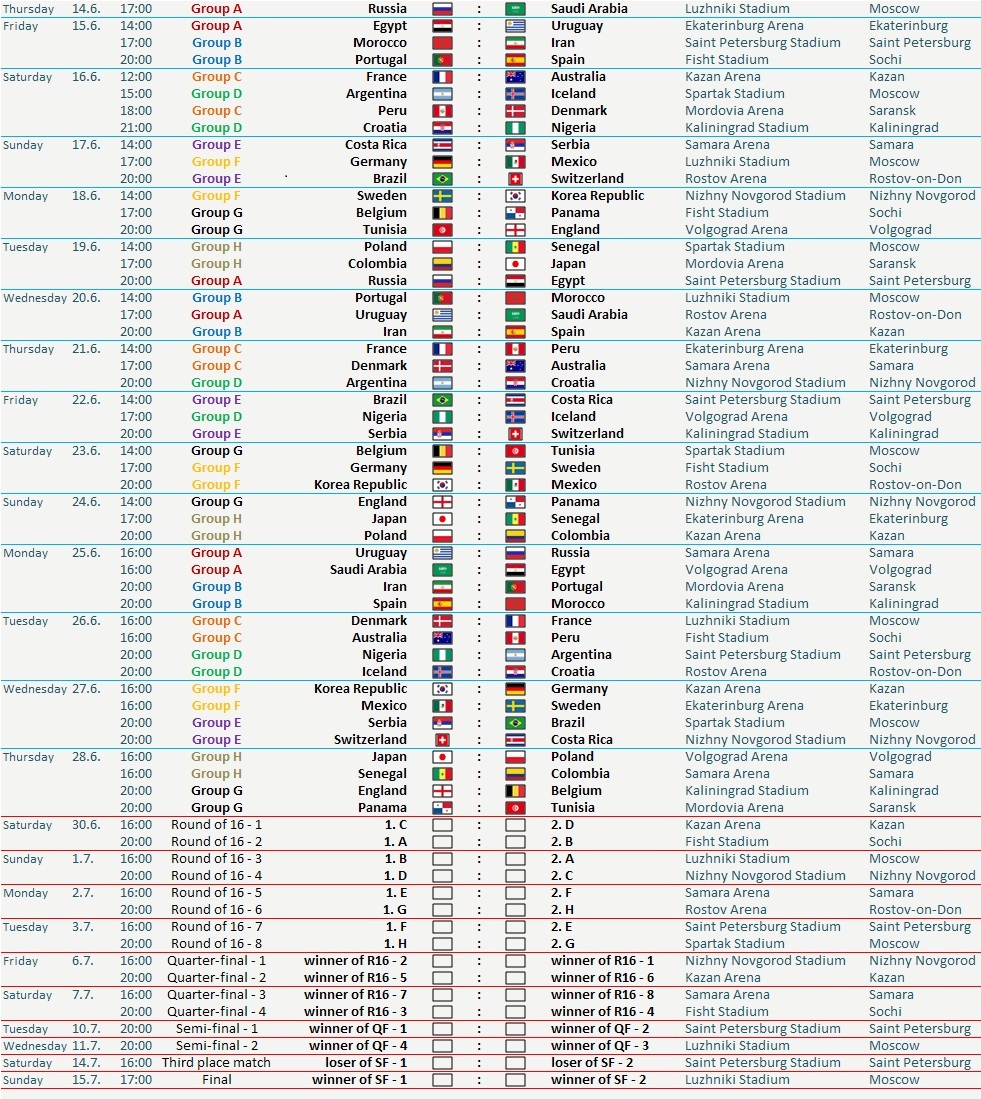 Thursday 14.6. 17:00 Group A Russia : Saudi Arabia Luzhniki Stadium Moscow
Friday 15.6. 14:00 Group A Egypt : Uruguay Ekaterinburg Arena Ekaterinburg
17:00 Group B Morocco : Iran Saint Petersburg Stadium Saint Petersburg
20:00 Group B Portugal : Spain Fisht Stadium Sochi
Saturday 16.6. 12:00 Group C France : Australia Kazan Arena Kazan
15:00 Group D Argentina : Iceland Spartak Stadium Moscow
18:00 Group C Peru : Denmark Mordovia Arena Saransk
21:00 Group D Croatia : Nigeria Kaliningrad Stadium Kaliningrad
Sunday 17.6. 14:00 Group E Costa Rica : Serbia Samara Arena Samara
17:00 Group F Germany : Mexico Luzhniki Stadium Moscow
20:00 Group E Brazil : Switzerland Rostov Arena Rostov-on-Don
Monday 18.6. 14:00 Group F Sweden : Korea Republic Nizhny Novgorod Stadium Nizhny Novgorod
17:00 Group G Belgium : Panama Fisht Stadium Sochi
20:00 Group G Tunisia : England Volgograd Arena Volgograd
Tuesday 19.6. 14:00 Group H Poland : Senegal Spartak Stadium Moscow
17:00 Group H Colombia : Japan Mordovia Arena Saransk
20:00 Group A Russia : Egypt Saint Petersburg Stadium Saint Petersburg
Wednesday 20.6. 14:00 Group B Portugal : Morocco Luzhniki Stadium Moscow
17:00 Group A Uruguay : Saudi Arabia Rostov Arena Rostov-on-Don
20:00 Group B Iran : Spain Kazan Arena Kazan
Thursday 21.6. 14:00 Group C France : Peru Ekaterinburg Arena Ekaterinburg
17:00 Group C Denmark : Australia Samara Arena Samara
20:00 Group D Argentina : Croatia Nizhny Novgorod Stadium Nizhny Novgorod
Friday 22.6. 14:00 Group E Brazil : Costa Rica Saint Petersburg Stadium Saint Petersburg
17:00 Group D Nigeria : Iceland Volgograd Arena Volgograd
20:00 Group E Serbia : Switzerland Kaliningrad Stadium Kaliningrad
Saturday 23.6. 14:00 Group G Belgium : Tunisia Spartak Stadium Moscow
17:00 Group F Germany : Sweden Fisht Stadium Sochi
20:00 Group F Korea Republic : Mexico Rostov Arena Rostov-on-Don
Sunday 24.6. 14:00 Group G England : Panama Nizhny Novgorod Stadium Nizhny Novgorod
17:00 Group H Japan : Senegal Ekaterinburg Arena Ekaterinburg
20:00 Group H Poland : Colombia Kazan Arena Kazan
Monday 25.6. 16:00 Group A Uruguay : Russia Samara Arena Samara
16:00 Group A Saudi Arabia : Egypt Volgograd Arena Volgograd
20:00 Group B Iran : Portugal Mordovia Arena Saransk
20:00 Group B Spain : Morocco Kaliningrad Stadium Kaliningrad
Tuesday 26.6. 16:00 Group C Denmark : France Luzhniki Stadium Moscow
16:00 Group C Australia : Peru Fisht Stadium Sochi
20:00 Group D Nigeria : Argentina Saint Petersburg Stadium Saint Petersburg
20:00 Group D Iceland : Croatia Rostov Arena Rostov-on-Don
Wednesday 27.6. 16:00 Group F Korea Republic : Germany Kazan Arena Kazan
16:00 Group F Mexico : Sweden Ekaterinburg Arena Ekaterinburg
20:00 Group E Serbia : Brazil Spartak Stadium Moscow
20:00 Group E Switzerland : Costa Rica Nizhny Novgorod Stadium Nizhny Novgorod
Thursday 28.6. 16:00 Group H Japan : Poland Volgograd Arena Volgograd
16:00 Group H Senegal : Colombia Samara Arena Samara
20:00 Group G England : Belgium Kaliningrad Stadium Kaliningrad
20:00 Group G Panama : Tunisia Mordovia Arena Saransk
Saturday 30.6. 16:00 Round of 16 - 1 1. C : 2. D Kazan Arena Kazan
20:00 Round of 16 - 2 1. A : 2. B Fisht Stadium Sochi
Sunday 1.7. 16:00 Round of 16 - 3 1. B : 2. A Luzhniki Stadium Moscow
20:00 Round of 16 - 4 1. D : 2. C Nizhny Novgorod Stadium Nizhny Novgorod
Monday 2.7. 16:00 Round of 16 - 5 1. E : 2. F Samara Arena Samara
20:00 Round of 16 - 6 1. G : 2. H Rostov Arena Rostov-on-Don
Tuesday 3.7. 16:00 Round of 16 - 7 1. F : 2. E Saint Petersburg Stadium Saint Petersburg
20:00 Round of 16 - 8 1. H : 2. G Spartak Stadium Moscow
Friday 6.7. 16:00 Quarter-final - 1 winner of R16 - 2 : winner of R16 - 1 Nizhny Novgorod Stadium Nizhny Novgorod
20:00 Quarter-final - 2 winner of R16 - 5 : winner of R16 - 6 Kazan Arena Kazan
Saturday 7.7. 16:00 Quarter-final - 3 winner of R16 - 7 : winner of R16 - 8 Samara Arena Samara
20:00 Quarter-final - 4 winner of R16 - 3 : winner of R16 - 4 Fisht Stadium Sochi
Tuesday 10.7. 20:00 Semi-final - 1 winner of QF - 1 : winner of QF - 2 Saint Petersburg Stadium Saint Petersburg
Wednesday 11.7. 20:00 Semi-final - 2 winner of QF - 4 : winner of QF - 3 Luzhniki Stadium Moscow
Saturday 14.7. 16:00 Third place match loser of SF - 1 : loser of SF - 2 Saint Petersburg Stadium Saint Petersburg
Sunday 15.7. 17:00 Final winner of SF - 1 : winner of SF - 2 Luzhniki Stadium Moscow